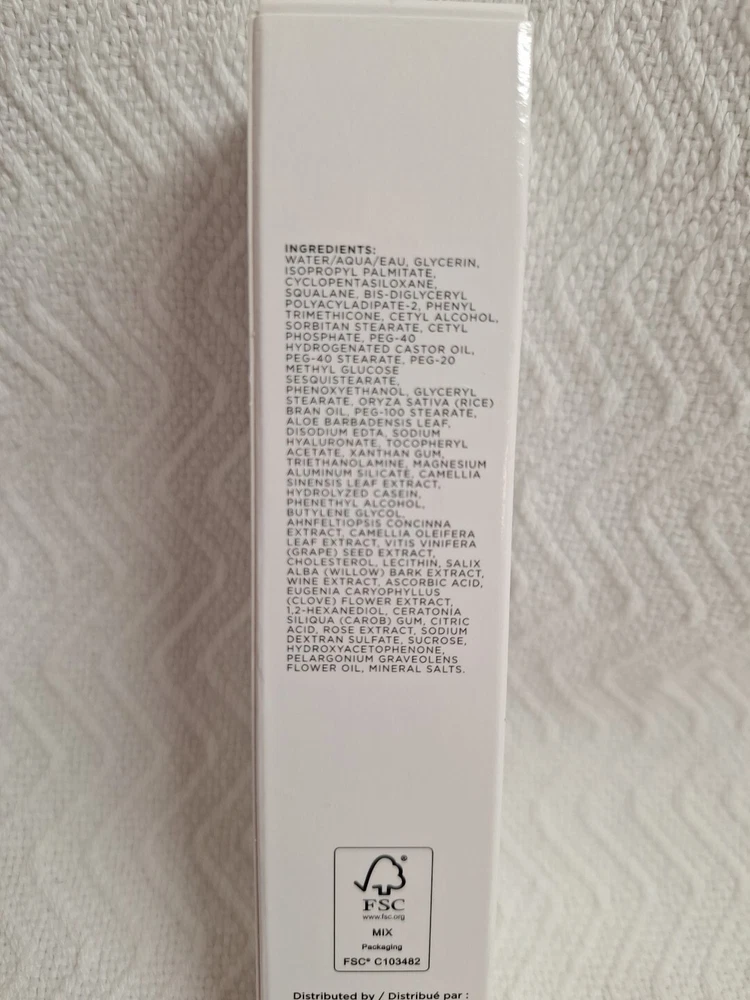 INGREDIENTS:
WATER/AQUA/EAU, GLYCERIN,
ISOPROPYL PALMITATE,
CYCLOPENTASILOXANE,
SQUALANE, BIS-DIGLYCERYL
POLYACYLADIPATE-2, PHENYL
TRIMETHICONE, CETYL ALCOHOL,
SORBITAN STEARATE, CETYL
PHOSPHATE, PEG-40
HYDROGENATED CASTOR OIL,
PEG-40 STEARATE, PEG-20
METHYL GLUCOSE
SESQUISTEARATE,
PHENOXYETHANOL, GLYCERYL
STEARATE, ORYZA SATIVA (RICE)
BRAN OIL, PEG-100 STEARATE,
ALOE BARBADENSIS LEAF,
DISODIUM EDTA, SODIUM
HYALURONATE, TOCOPHERYL
ACETATE, XANTHAN GUM,
TRIETHANOLAMINE, MAGNESIUM
ALUMINUM SILICATE, CAMELLIA
SINENSIS LEAF EXTRACT,
HYDROLYZED CASEIN,
PHENETHYL ALCOHOL,
BUTYLENE GLYCOL,
AHNFELTIOPSIS CONCINNA
EXTRACT, CAMELLIA OLEIFERA
LEAF EXTRACT, VITIS VINIFERA
(GRAPE) SEED EXTRACT,
CHOLESTEROL, LECITHIN, SALIX
ALBA (WILLOW) BARK EXTRACT,
WINE EXTRACT, ASCORBIC ACID,
EUGENIA CARYOPHYLLUS
(CLOVE) FLOWER EXTRACT,
1,2-HEXANEDIOL, CERATONIA
SILIQUA (CAROB) GUM, CITRIC
ACID, ROSE EXTRACT, SODIUM
DEXTRAN SULFATE, SUCROSE,
HYDROXYACETOPHENONE,
PELARGONIUM GRAVEOLENS
FLOWER OIL, MINERAL SALTS.
®
FSC
www.fsc.org
MIX
Packaging
FSC® C103482
Distributed by / Distribué par :